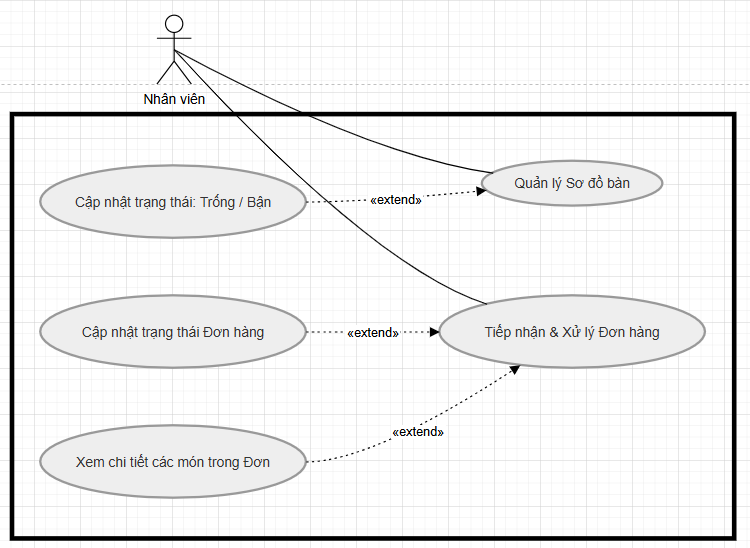 Nhân viên
Quản lý Sơ đồ bàn
Cập nhật trạng thái: Trống / Bận
«extend»
Cập nhật trạng thái Đơn hàng
«extend»
Tiếp nhận & Xử lý Đơn hàng
«extend»
Xem chi tiết các món trong Đơn